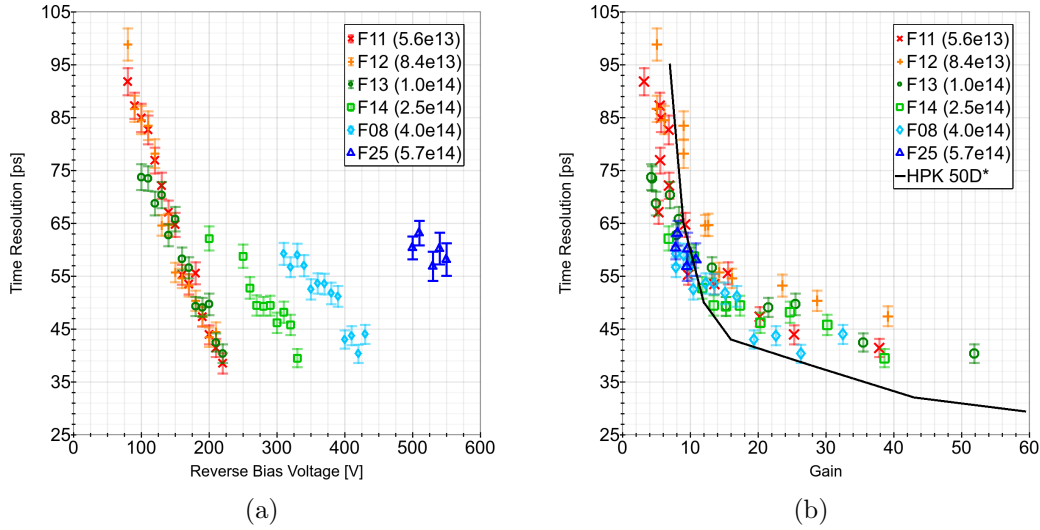 105
95
85
75
65
55
45
35
25
Time Resolution [ps]
F11 (5.6e13)
F12 (8.4e13)
F13 (1.0e14)
F14 (2.5e14)
F08 (4.0e14)
F25 (5.7e14)
0 100 200 300 400 500 600
Reverse Bias Voltage [V]
(a)
105
95
85
75
65
55
45
35
25
Time Resolution [ps]
F11 (5.6e13)
F12 (8.4e13)
F13 (1.0e14)
F14 (2.5e14)
F08 (4.0e14)
F25 (5.7e14)
HPK 50D*
0 10 20 30 40 50 60
Gain
(b)